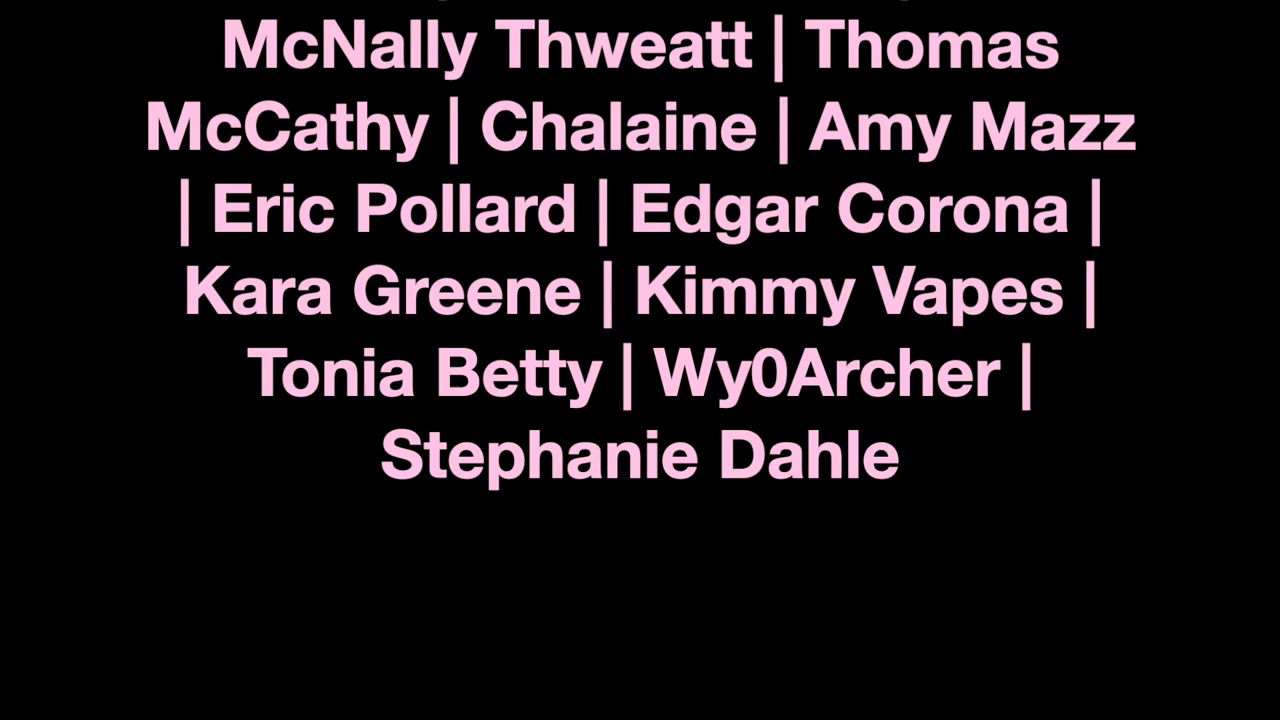 McNally Thweatt | Thomas
McCathy | Chalaine | Amy Mazz
| Eric Pollard | Edgar Corona |
Kara Greene | Kimmy Vapes |
Tonia Betty | Wy0Archer |
Stephanie Dahle